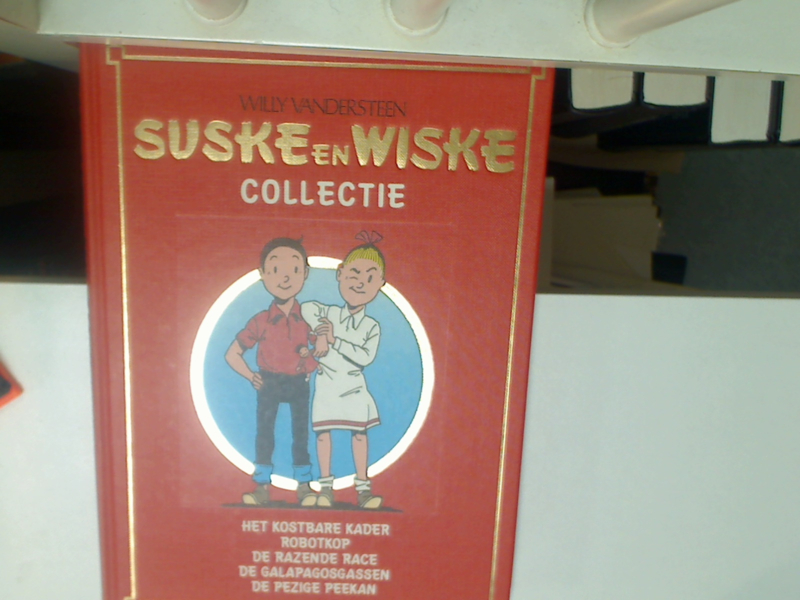 WILLY VANDERSTEEN
SUSKE EN WISKE
COLLECTIE
HET KOSTBARE KADER
ROBOTKOP
DE RAZENDE RACE
DE GALAPAGOSGASSEN
DE PEZIGE PEEKAN